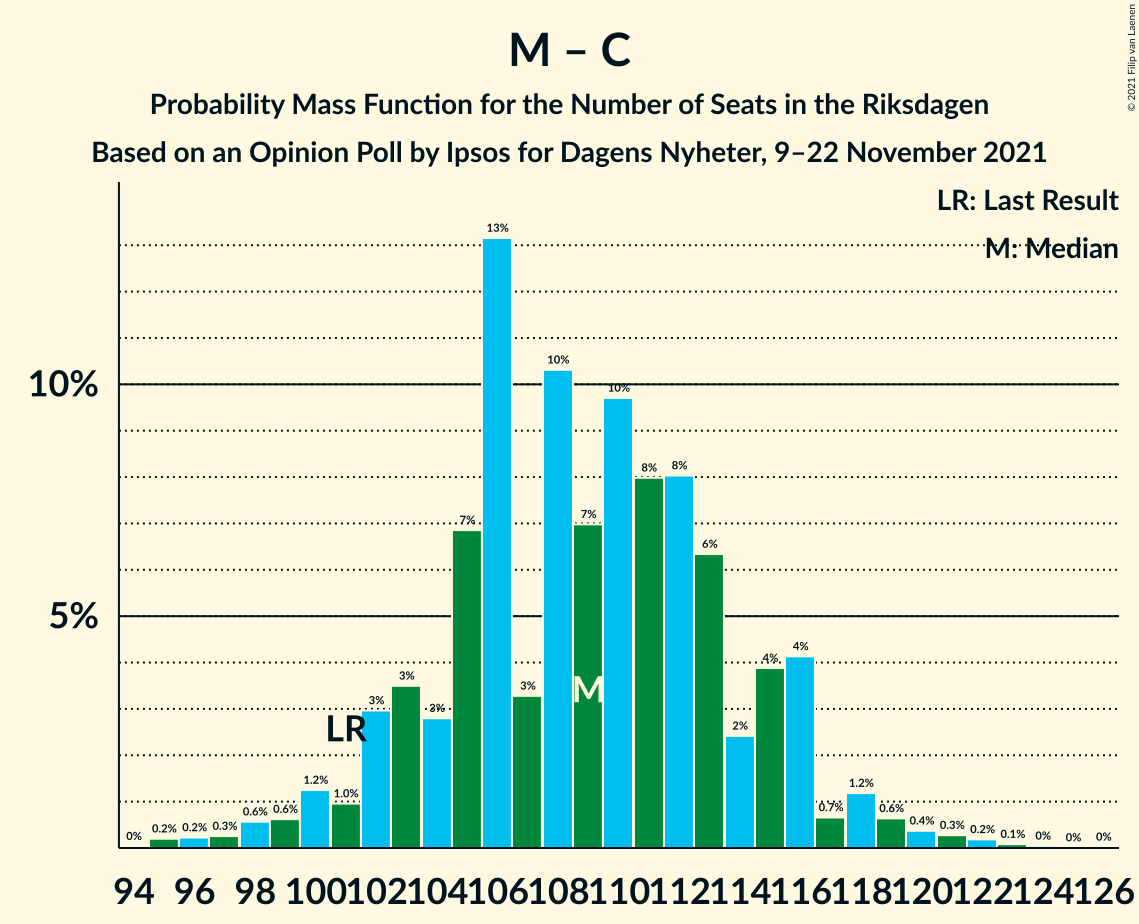 © 2021 Filip van Laenen
M – C
Probability Mass Function for the Number of Seats in the Riksdagen
Based on an Opinion Poll by Ipsos for Dagens Nyheter, 9–22 November 2021
LR: Last Result
M: Median
10%
5%
0% 0.2% 0.2% 0.3% 0.6% 0.6% 1.2% 1.0% 3% 3% 3% 7% 13% 3% 10% 7% 10% 8% 8% 6% 2% 4% 4% 0.7% 1.2% 0.6% 0.4% 0.3% 0.2% 0.1% 0% 0% 0%
LR
M
94 96 98 100 102 104 106 108 110 112 114 116 118 120 122 124 126